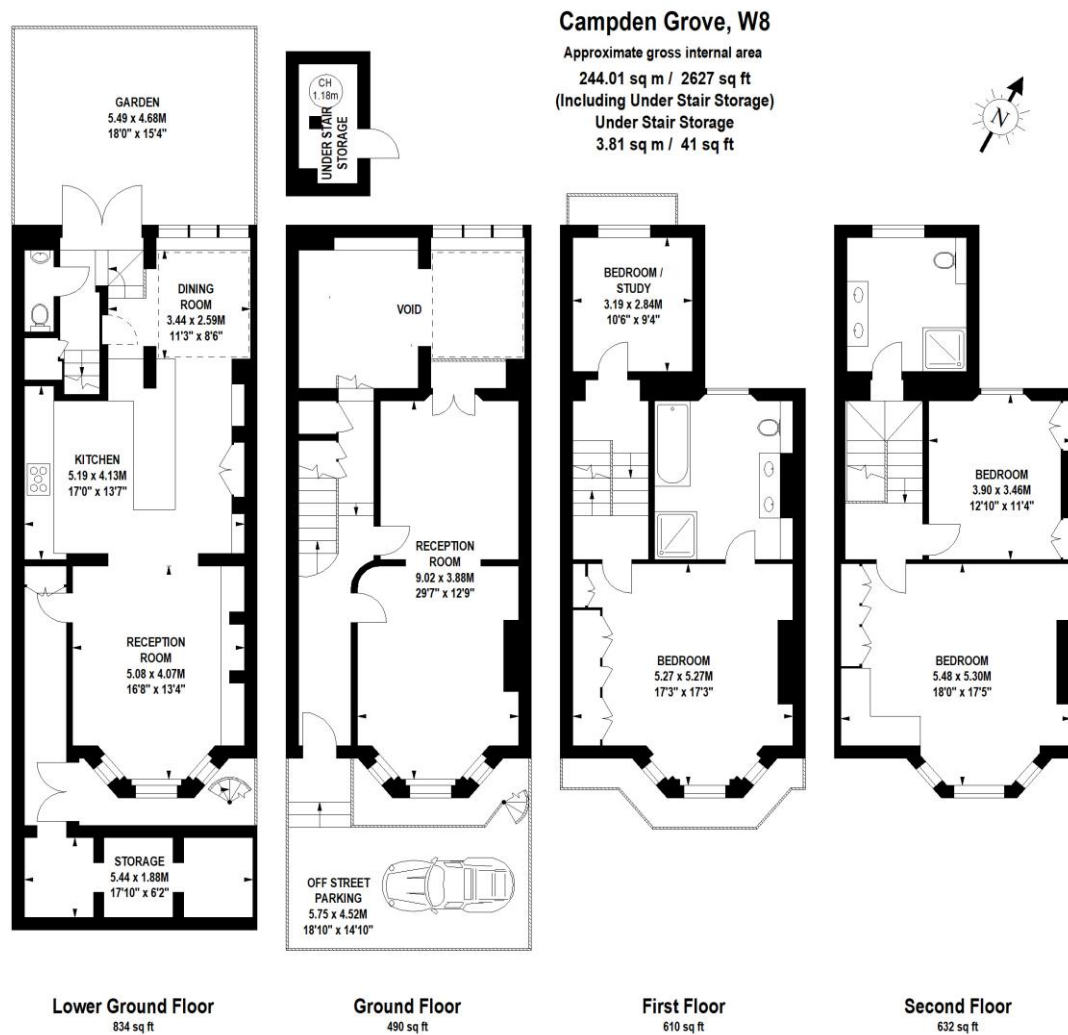 Campden Grove, W8
Approximate gross internal area
244.01 sq m / 2627 sq ft
(Including Under Stair Storage)
Under Stair Storage
3.81 sq m / 41 sq ft
N
GARDEN
5.49 x 4.68M
18'0" x 15'4"
DINING
ROOM
3.44 x 2.59M
11'3" x 8'6"
KITCHEN
5.19 x 4.13M
17'0" x 13'7"
RECEPTION
ROOM
5.08 x 4.07M
16'8" x 13'4"
STORAGE
5.44 x 1.88M
17'10" x 6'2"
Lower Ground Floor
834 sq ft
CH
1.18m
UNDER STAIR
STORAGE
VOID
RECEPTION
ROOM
9.02 x 3.88M
29'7" x 12'9"
OFF STREET
PARKING
5.75 x 4.52M
18'10" x 14'10"
Ground Floor
490 sq ft
BEDROOM /
STUDY
3.19 x 2.84M
10'6" x 9'4"
BEDROOM
5.27 x 5.27M
17'3" x 17'3"
First Floor
610 sq ft
BEDROOM
3.90 x 3.46M
12'10" x 11'4"
BEDROOM
5.48 x 5.30M
18'0" x 17'5"
Second Floor
632 sq ft